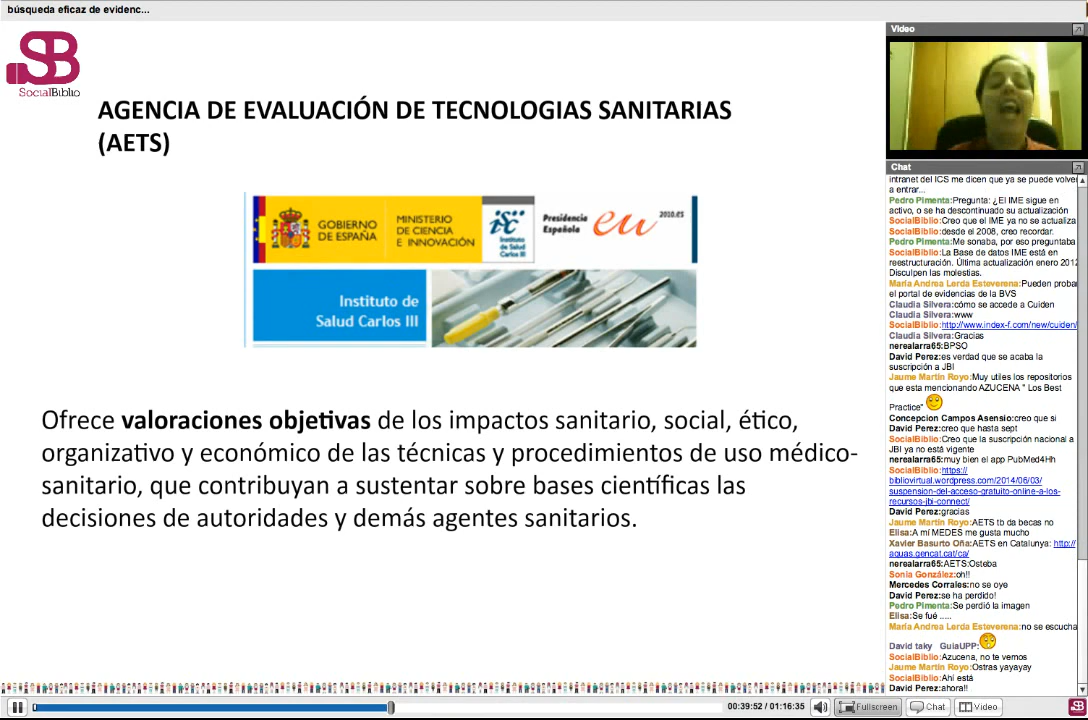 búsqueda eficaz de evidenc...
SB
SocialBiblio
AGENCIA DE EVALUACIÓN DE TECNOLOGIAS SANITARIAS
(AETS)
GOBIERNO
DE ESPAÑA
MINISTERIO
DE CIENCIA
E INNOVACIÓN
isc
Instituto
de Salud
Carlos III
Presidencia
Española
eu
2010.es
Instituto de
Salud Carlos III
Ofrece valoraciones objetivas de los impactos sanitario, social, ético,
organizativo y económico de las técnicas y procedimientos de uso médico-
sanitario, que contribuyan a sustentar sobre bases científicas las
decisiones de autoridades y demás agentes sanitarios.
Video
Chat
intranet del ICS me dicen que ya se puede volver
a entrar...
Pedro Pimenta:Pregunta: ¿El IME sigue en
activo, o se ha descontinuado su actualización
SocialBiblio:Creo que el IME ya no se actualiza
SocialBiblio:desde el 2008, creo recordar.
Pedro Pimenta:Me sonaba, por eso preguntaba
SocialBiblio:La Base de datos IME está en
reestructuración. Última actualización enero 2012
Disculpen las molestias.
María Andrea Lerda Esteverena:Pueden proba
el portal de evidencias de la BVS
Claudia Silvera:cómo se accede a Cuiden
Claudia Silvera:www
SocialBiblio:http://www.index-f.com/new/cuiden/
Claudia Silvera:Gracias
nerealarra65:BPSO
David Perez:es verdad que se acaba la
suscripción a JBI
Jaume Martin Royo:Muy utiles los repositorios
que esta mencionando AZUCENA " Los Best
Practice"
Concepcion Campos Asensio:creo que si
David Perez:creo que hasta sept
SocialBiblio:Creo que la suscripción nacional a
JBI ya no está vigente
nerealarra65:muy bien el app PubMed4Hh
SocialBiblio:https://
bibliovirtual.wordpress.com/2014/06/03/
suspension-del-acceso-gratuito-online-a-los-
recursos-jbi-connect/
David Perez:gracias
Jaume Martin Royo:AETS tb da becas no
Elisa:A mí MEDES me gusta mucho
Xavier Basurto Oña:AETS en Catalunya: http://
aquas.gencat.cat/ca/
nerealarra65:AETS:Osteba
Sonia González:oh!!
Mercedes Corrales:no se oye
David Perez:se ha perdido!
Pedro Pimenta:Se perdió la imagen
Elisa:Se fué .....
María Andrea Lerda Esteverena:no se escucha
David taky GuiaUPP:
SocialBiblio:Azucena, no te vemos
Jaume Martin Royo:Ostras yayayay
SocialBiblio:Ahí está
David Perez:ahora!!
00:39:52 / 01:16:35
Fullscreen
Chat
Video
SB